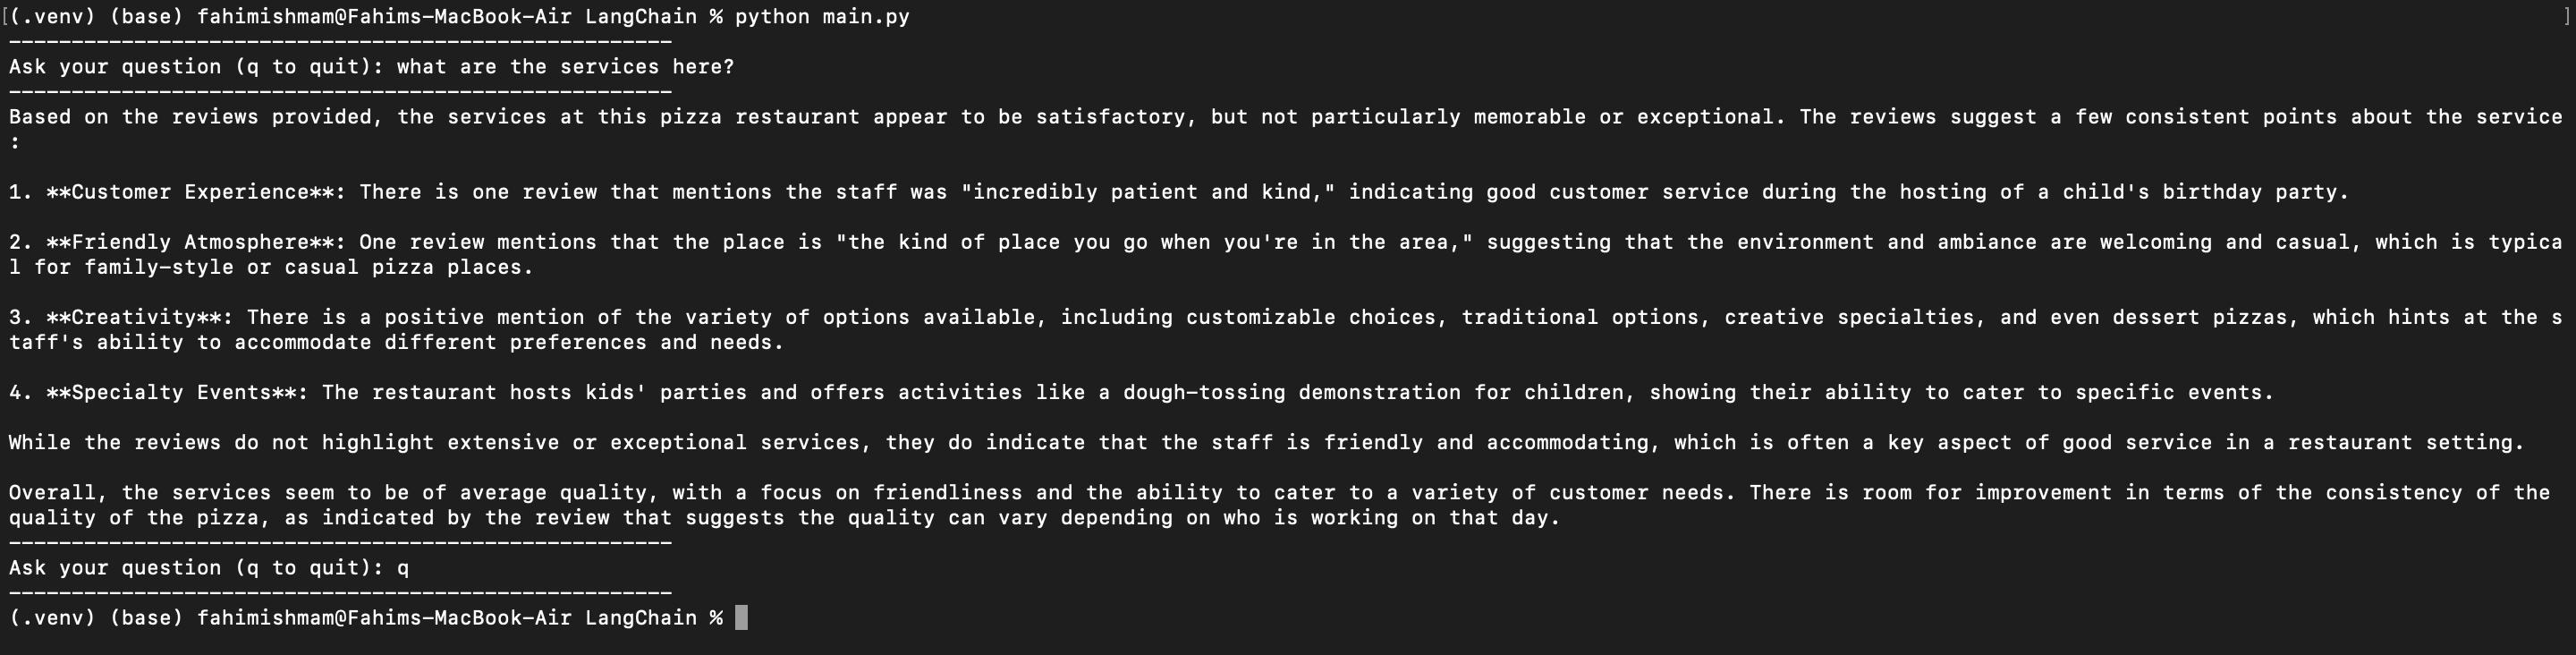 [(.venv) (base) fahimishmam@Fahims-MacBook-Air LangChain % python main.py ]
-----------------------------------------------------
Ask your question (q to quit): what are the services here?
-----------------------------------------------------
Based on the reviews provided, the services at this pizza restaurant appear to be satisfactory, but not particularly memorable or exceptional. The reviews suggest a few consistent points about the service
:
1. **Customer Experience**: There is one review that mentions the staff was "incredibly patient and kind," indicating good customer service during the hosting of a child's birthday party.
2. **Friendly Atmosphere**: One review mentions that the place is "the kind of place you go when you're in the area," suggesting that the environment and ambiance are welcoming and casual, which is typica
l for family-style or casual pizza places.
3. **Creativity**: There is a positive mention of the variety of options available, including customizable choices, traditional options, creative specialties, and even dessert pizzas, which hints at the s
taff's ability to accommodate different preferences and needs.
4. **Specialty Events**: The restaurant hosts kids' parties and offers activities like a dough-tossing demonstration for children, showing their ability to cater to specific events.
While the reviews do not highlight extensive or exceptional services, they do indicate that the staff is friendly and accommodating, which is often a key aspect of good service in a restaurant setting.
Overall, the services seem to be of average quality, with a focus on friendliness and the ability to cater to a variety of customer needs. There is room for improvement in terms of the consistency of the
quality of the pizza, as indicated by the review that suggests the quality can vary depending on who is working on that day.
-----------------------------------------------------
Ask your question (q to quit): q
-----------------------------------------------------
(.venv) (base) fahimishmam@Fahims-MacBook-Air LangChain %